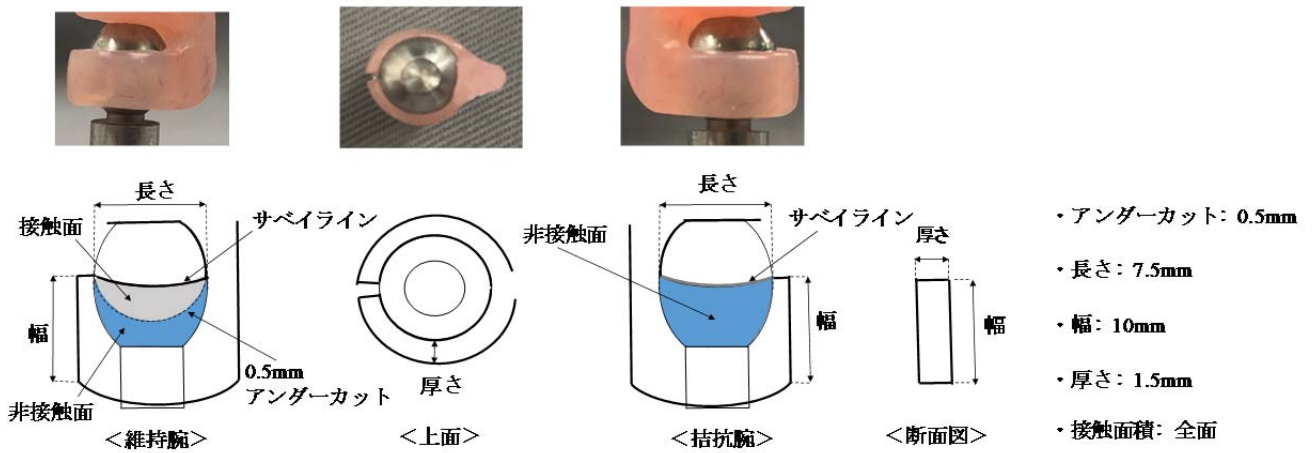 長さ
接触面
サベイライン
幅
非接触面
0.5mm
アンダーカット
＜維持腕＞
厚さ
＜上面＞
長さ
サベイライン
非接触面
幅
＜拮抗腕＞
厚さ
幅
＜断面図＞
・アンダーカット: 0.5mm
・長さ: 7.5mm
・幅: 10mm
・厚さ: 1.5mm
・接触面積: 全面